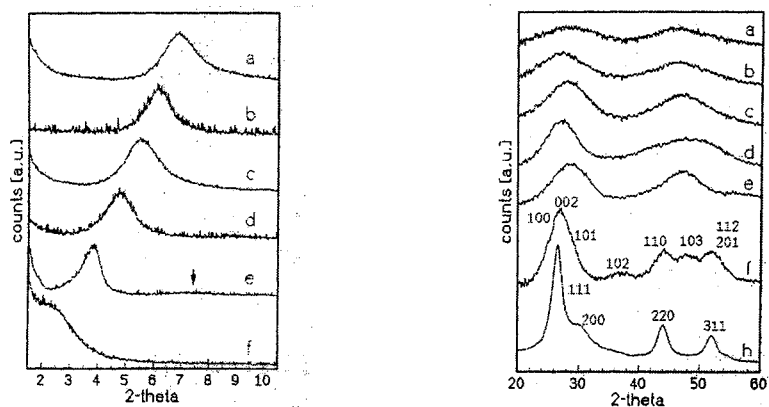 counts [a.u.]
a
b
c
d
e
f
2 3 4 5 6 7 8 9 10
2-theta
counts [a.u.]
a
b
c
d
e
002
100
101
102
110
103
112
201
f
111
200
220
311
h
20 30 40 50 60
2-theta